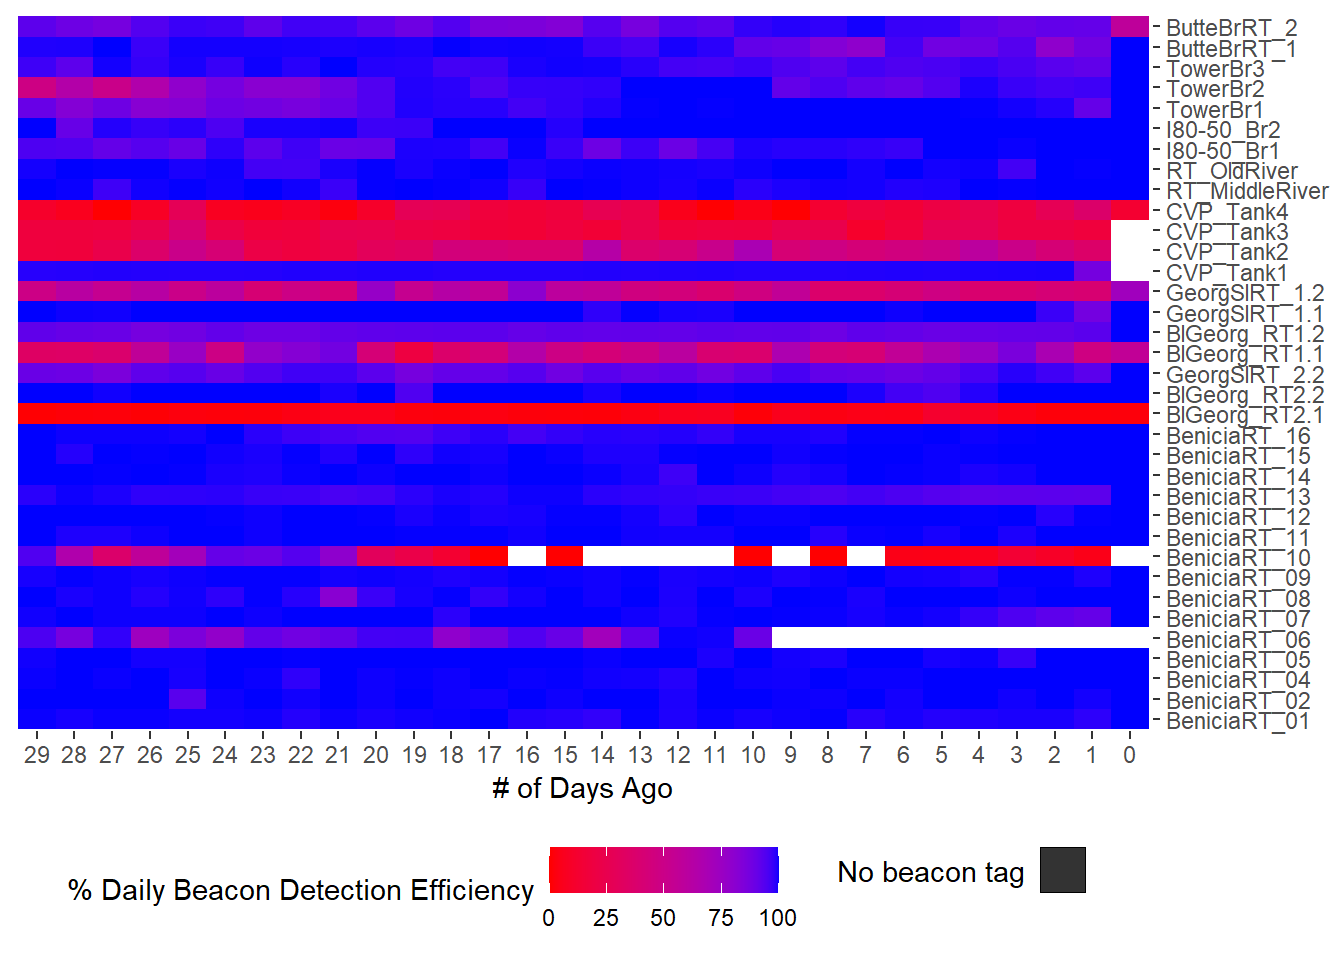 ButteBrRT_2
ButteBrRT_1
TowerBr3
TowerBr2
TowerBr1
I80-50_Br2
I80-50_Br1
RT_OldRiver
RT_MiddleRiver
CVP_Tank4
CVP_Tank3
CVP_Tank2
CVP_Tank1
GeorgSlRT_1.2
GeorgSlRT_1.1
BlGeorg_RT1.2
BlGeorg_RT1.1
GeorgSlRT_2.2
BlGeorg_RT2.2
BlGeorg_RT2.1
BeniciaRT_16
BeniciaRT_15
BeniciaRT_14
BeniciaRT_13
BeniciaRT_12
BeniciaRT_11
BeniciaRT_10
BeniciaRT_09
BeniciaRT_08
BeniciaRT_07
BeniciaRT_06
BeniciaRT_05
BeniciaRT_04
BeniciaRT_02
BeniciaRT_01
29 28 27 26 25 24 23 22 21 20 19 18 17 16 15 14 13 12 11 10 9 8 7 6 5 4 3 2 1 0
# of Days Ago
% Daily Beacon Detection Efficiency
0 25 50 75 100
No beacon tag